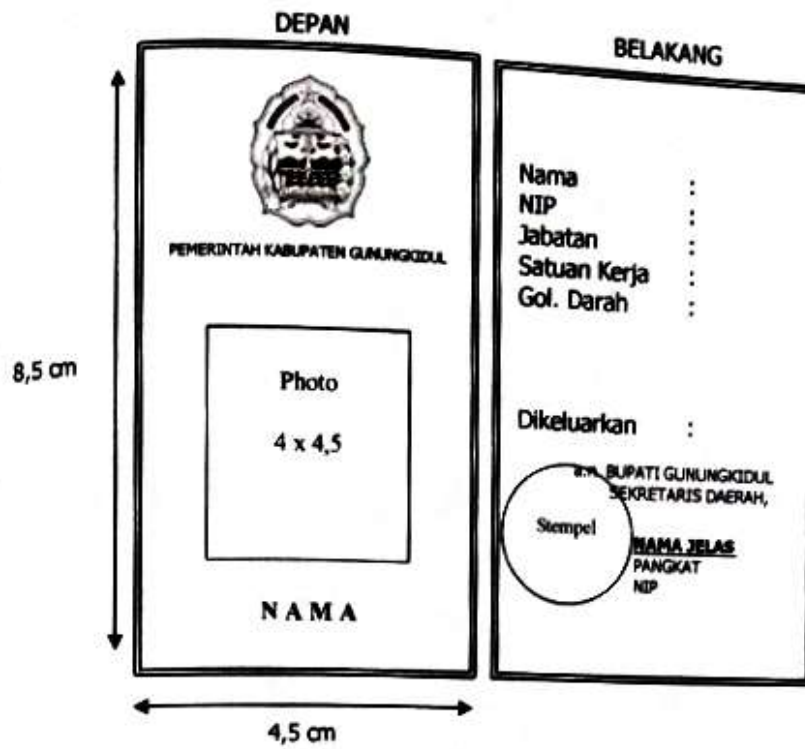 DEPAN
PEMERINTAH KABUPATEN GUNUNGKIDUL
Photo
4 x 4,5
N A M A
8,5 cm
4,5 cm
BELAKANG
Nama :
NIP :
Jabatan :
Satuan Kerja :
Gol. Darah :
Dikeluarkan :
a.n. BUPATI GUNUNGKIDUL
SEKRETARIS DAERAH,
Stempel
NAMA JELAS
PANGKAT
NIP